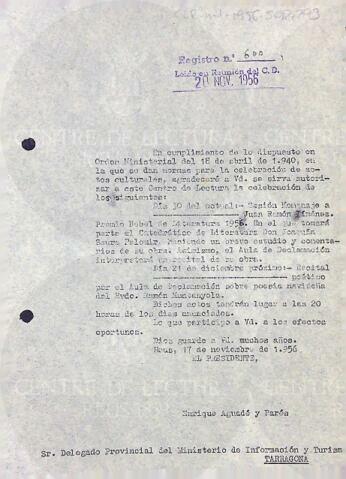 Registro n.º 600
Leído en Reunión del C.D.
20 NOV. 1956
En cumplimiento de lo dispuesto en
Orden Ministerial del 18 de abril de 1.940, en
la que se dan normas para la celebración de ac-
tos culturales, agradeceré a Vd. se sirva autori-
zar a este Centro de Lectura la celebración de
los siguientes:
Día 30 del actual.- Sesión Homenaje a
Juan Ramón Jiménez.
Premio Nobel de Literatura 1956. En el que tomará
parte el Catedrático de Literatura Don Joaquín
Haciendo un breve estudio y comenta-
rios de su obra. Asimismo, el Aula de Declamación
interpretará un recital de su obra.
Día 21 de diciembre próximo.- Recital
poético
por el Aula de Declamación sobre poesía navideña
del Rvdo. Ramón Muntanyola.
Dichos actos tendrán lugar a las 20
horas de los días enunciados.
Lo que participo a Vd. a los efectos
oportunos.
Dios guarde a Vd. muchos años.
Reus, 17 de noviembre de 1.956
EL PRESIDENTE,
Enrique Aguadé y Parés
Sr. Delegado Provincial del Ministerio de Información y Turism
TARRAGONA